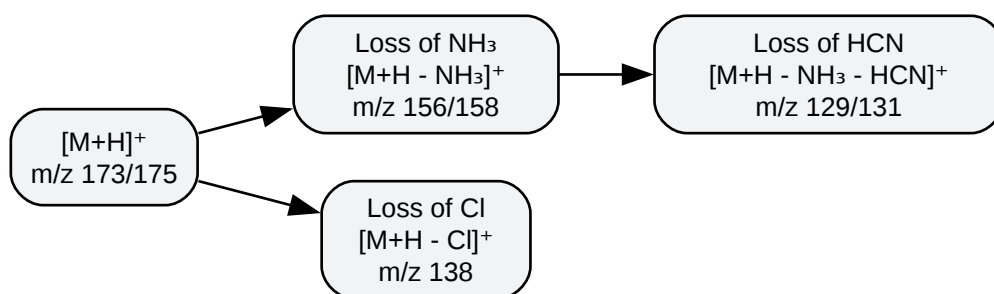 [M+H]⁺
m/z 173/175
Loss of NH₃
[M+H - NH₃]⁺
m/z 156/158
Loss of HCN
[M+H - NH₃ - HCN]⁺
m/z 129/131
Loss of Cl
[M+H - Cl]⁺
m/z 138